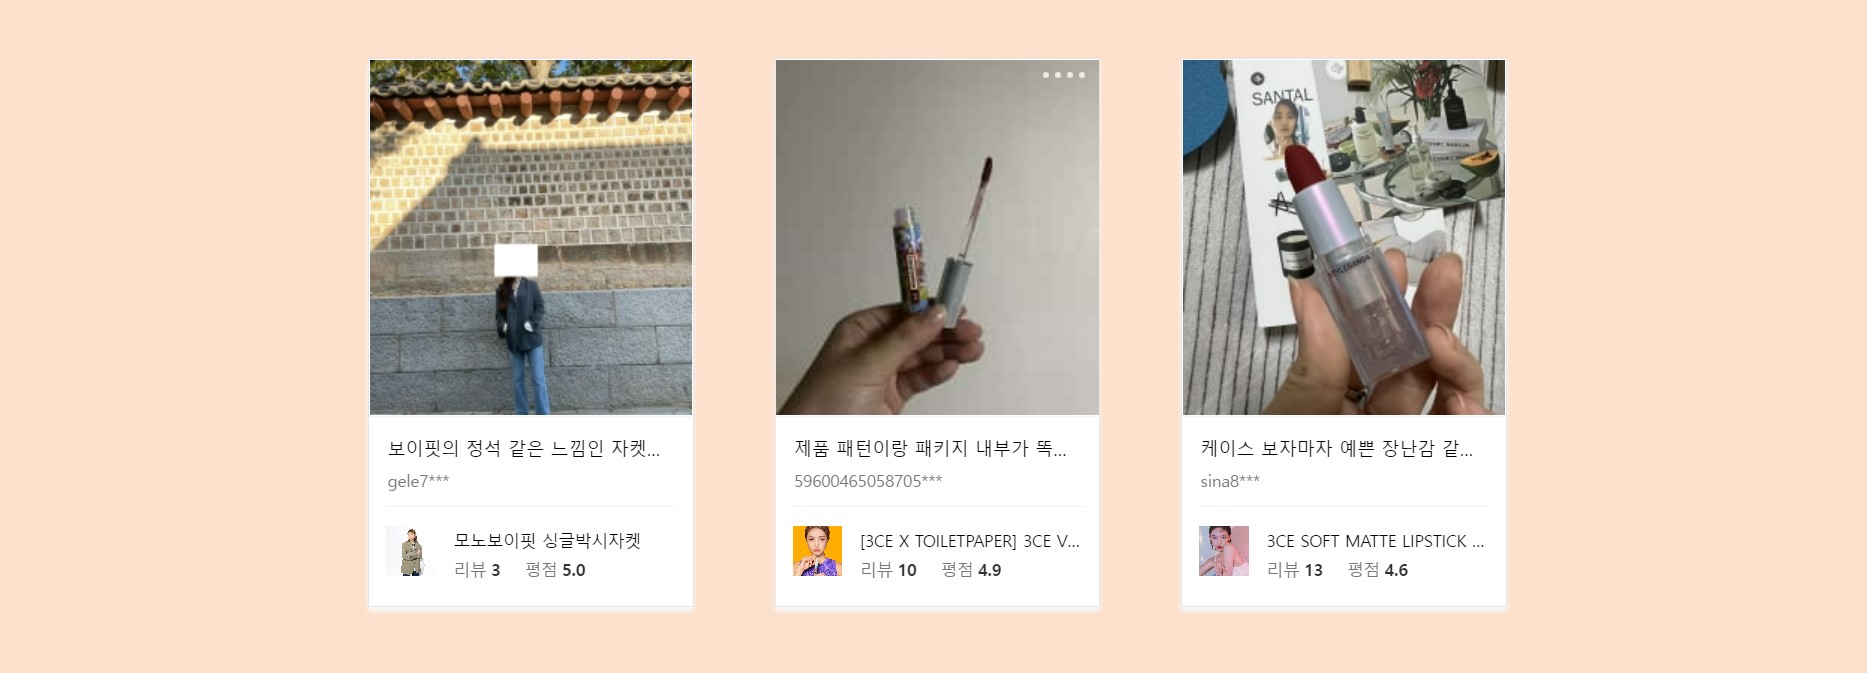 SANTAL
STYLENANDA
보이핏의 정석 같은 느낌인 자켓...
gele7***
모노보이핏 싱글박시자켓
리뷰 3 평점 5.0
제품 패턴이랑 패키지 내부가 똑...
59600465058705***
[3CE X TOILETPAPER] 3CE V...
리뷰 10 평점 4.9
케이스 보자마자 예쁜 장난감 같...
sina8***
3CE SOFT MATTE LIPSTICK ...
리뷰 13 평점 4.6